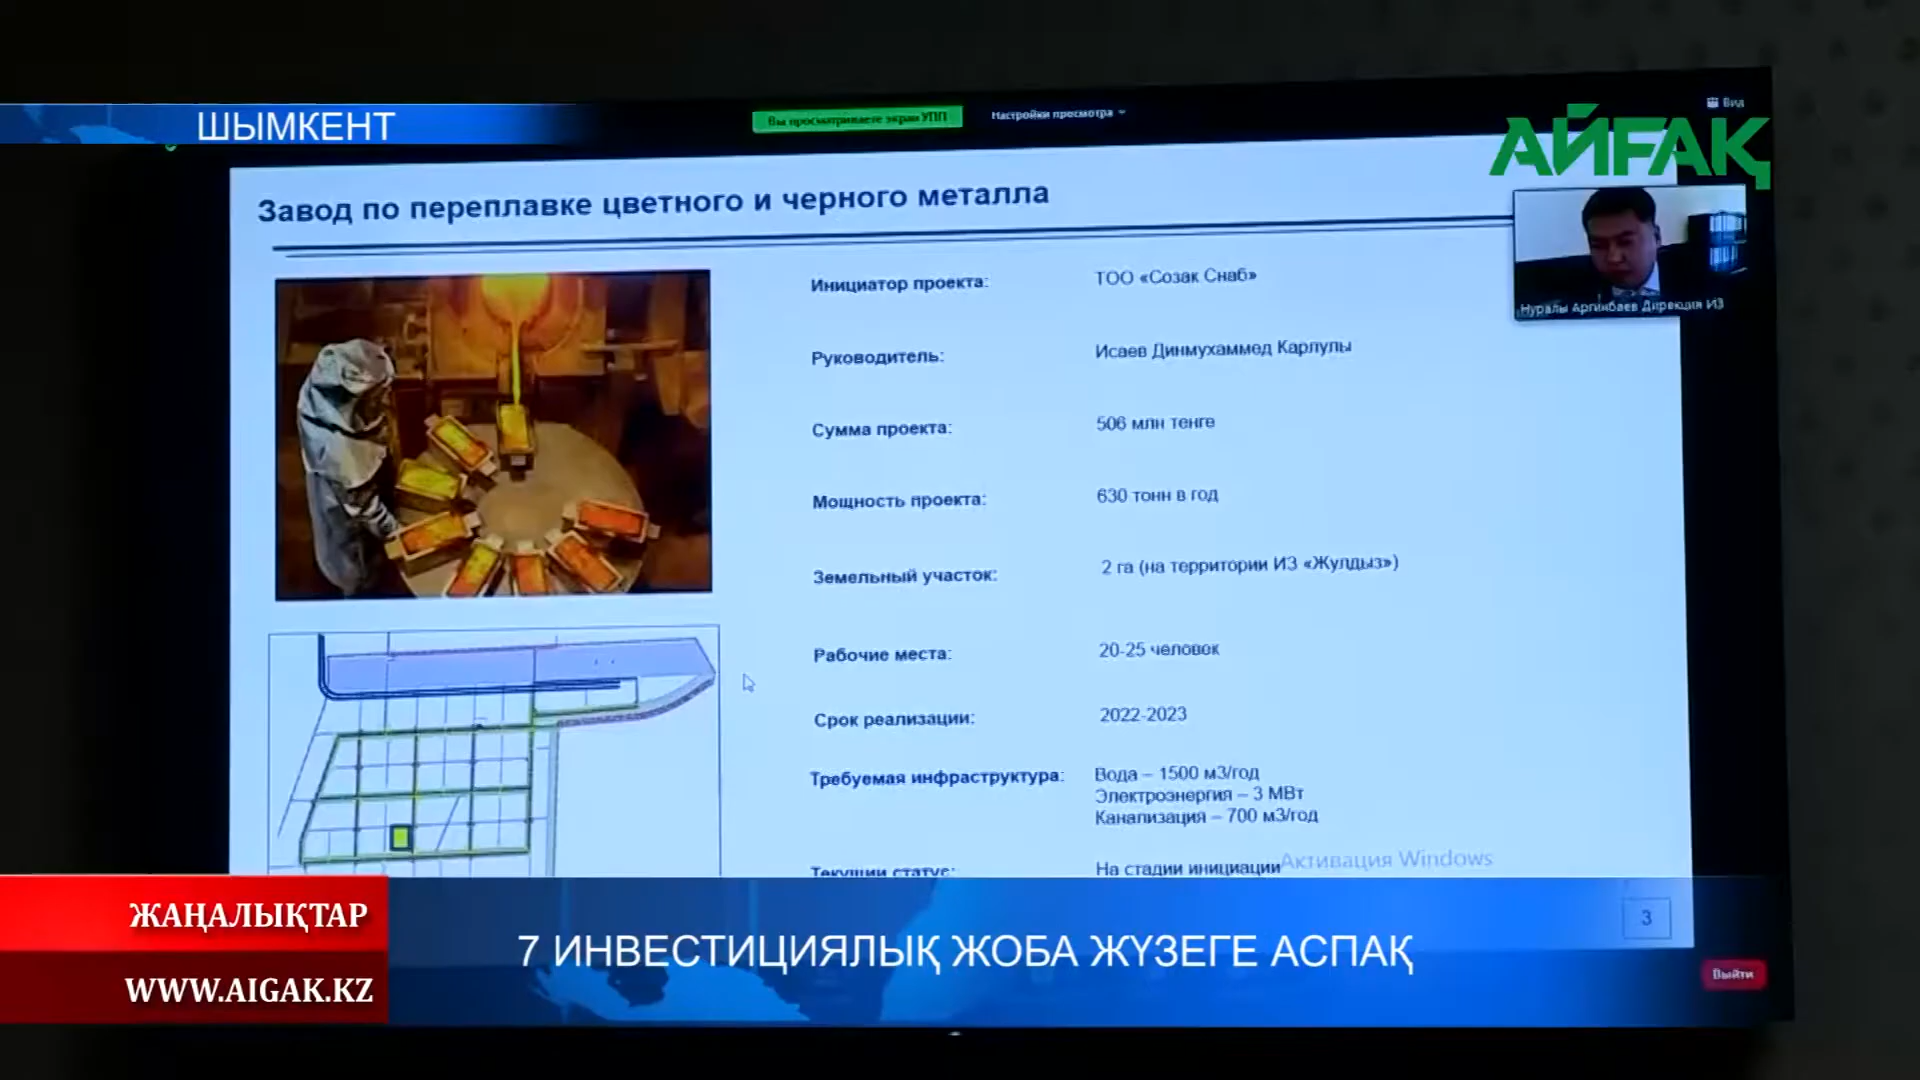 ШЫМКЕНТ
Вы просматриваете экран УПП
Настройки просмотра
Вид
АЙҒАҚ
Завод по переплавке цветного и черного металла
Нуралы Аргинбаев Дирекция ИЗ
Инициатор проекта: ТОО «Созак Снаб»
Руководитель: Исаев Динмухаммед Карлулы
Сумма проекта: 506 млн тенге
Мощность проекта: 630 тонн в год
Земельный участок: 2 га (на территории ИЗ «Жулдыз»)
Рабочие места: 20-25 человек
Срок реализации: 2022-2023
Требуемая инфраструктура: Вода – 1500 м3/год
Электроэнергия – 3 МВт
Канализация – 700 м3/год
Текущий статус: На стадии инициации
Активация Windows
3
ЖАҢАЛЫҚТАР
WWW.AIGAK.KZ
7 ИНВЕСТИЦИЯЛЫҚ ЖОБА ЖҮЗЕГЕ АСПАҚ
Выйти